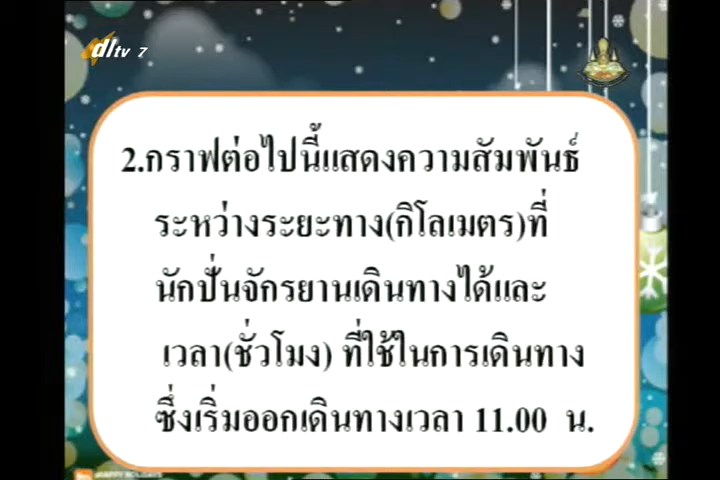 dltv 7
2.กราฟต่อไปนี้แสดงความสัมพันธ์
ระหว่างระยะทาง(กิโลเมตร)ที่
นักปั่นจักรยานเดินทางได้และ
เวลา(ชั่วโมง) ที่ใช้ในการเดินทาง
ซึ่งเริ่มออกเดินทางเวลา 11.00 น.